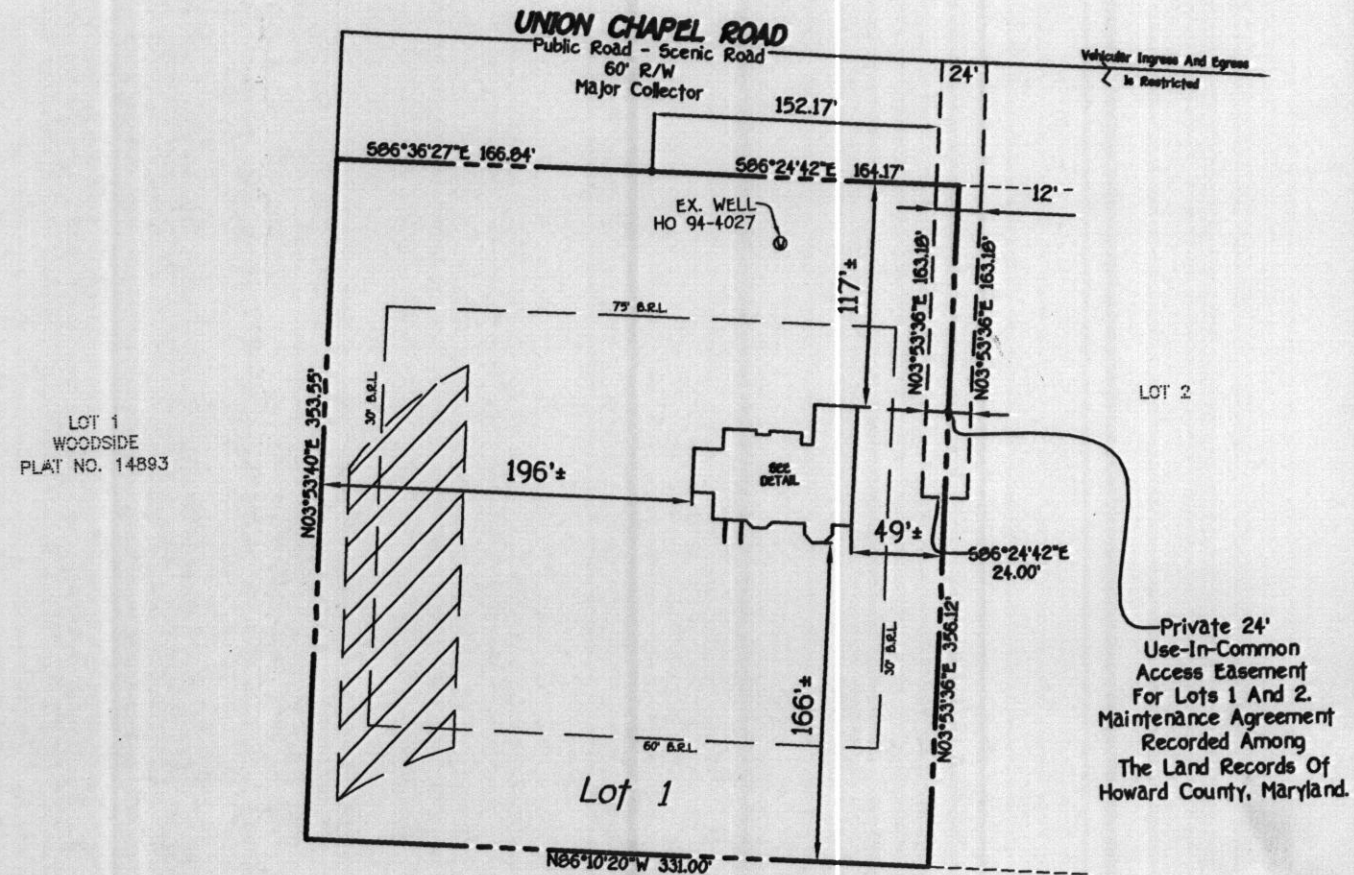 UNION CHAPEL ROAD
Public Road - Scenic Road
60' R/W
Major Collector
Vehicular Ingress And Egress
Is Restricted
24'
152.17'
S86°36'27"E 166.84'
S86°24'42"E 164.17'
12'
EX. WELL
HO 94-4027
W
117'±
N03°53'36"E 163.18'
N03°53'36"E 163.18'
75' B.R.L.
30' B.R.L.
N03°53'40"E 353.55'
LOT 1
WOODSIDE
PLAT NO. 14893
LOT 2
196'±
SEE
DETAIL
49'±
S86°24'42"E
24.00'
166'±
30' B.R.L.
N03°53'36"E 356.12'
60' B.R.L.
Lot 1
N86°10'20"W 331.00'
Private 24'
Use-In-Common
Access Easement
For Lots 1 And 2.
Maintenance Agreement
Recorded Among
The Land Records Of
Howard County, Maryland.